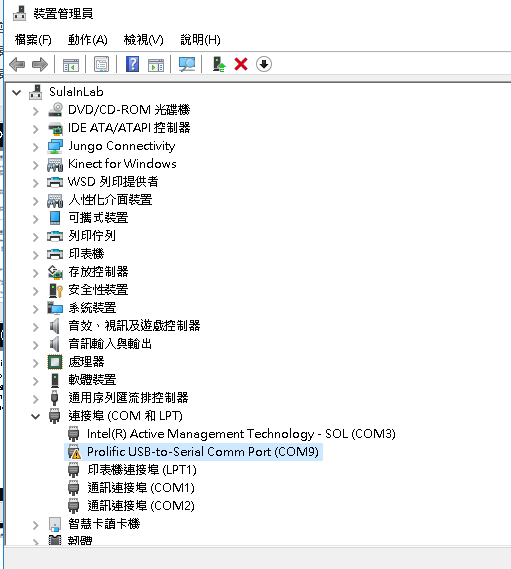 裝置管理員
檔案(F) 動作(A) 檢視(V) 說明(H)
SulaInLab
DVD/CD-ROM 光碟機
IDE ATA/ATAPI 控制器
Jungo Connectivity
Kinect for Windows
WSD 列印提供者
人性化介面裝置
可攜式裝置
列印佇列
印表機
存放控制器
安全性裝置
系統裝置
音效、視訊及遊戲控制器
音訊輸入與輸出
處理器
軟體裝置
通用序列匯流排控制器
連接埠 (COM 和 LPT)
Intel(R) Active Management Technology - SOL (COM3)
Prolific USB-to-Serial Comm Port (COM9)
印表機連接埠 (LPT1)
通訊連接埠 (COM1)
通訊連接埠 (COM2)
智慧卡讀卡機
韌體